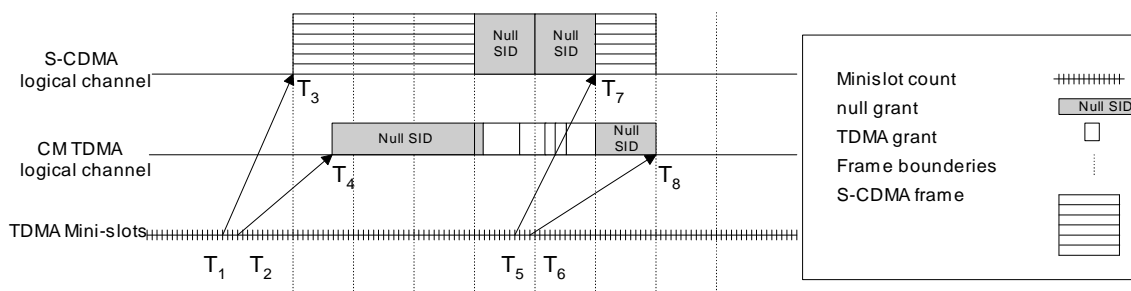 S-CDMA
logical channel
Null
SID
Null
SID
T3
T7
CM TDMA
logical channel
Null SID
Null
SID
T4
T8
TDMA Mini-slots
T1
T2
T5
T6
Minislot count
null grant
Null SID
TDMA grant
Frame bounderies
S-CDMA frame